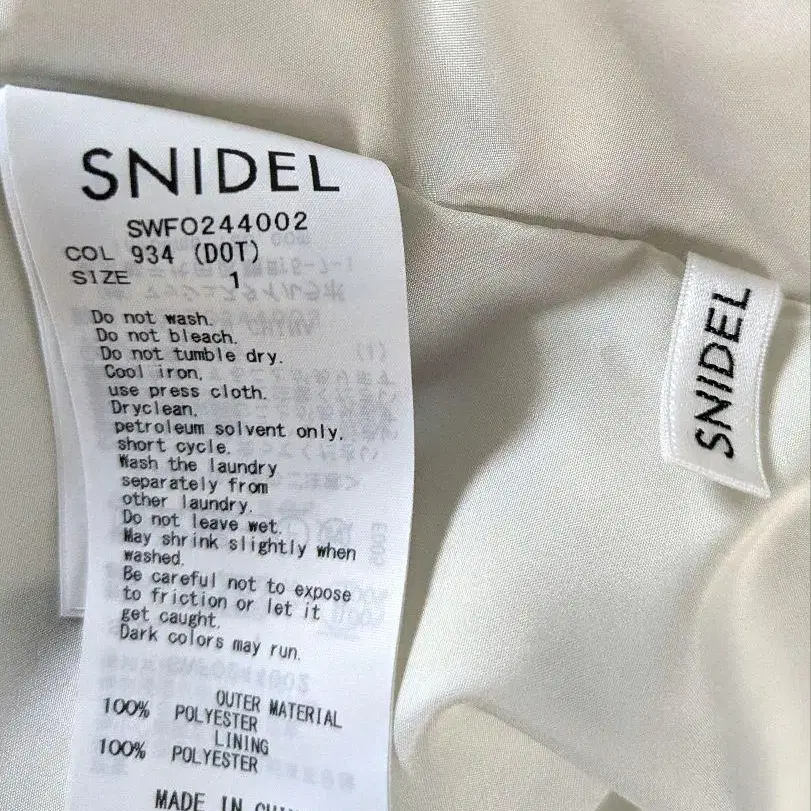 SNIDEL
SWFO244002
COL 934 (DOT)
SIZE 1
Do not wash.
Do not bleach.
Do not tumble dry.
Cool iron,
use press cloth.
Dryclean,
petroleum solvent only,
short cycle.
Wash the laundry
separately from
other laundry.
Do not leave wet.
May shrink slightly when
washed.
Be careful not to expose
to friction or let it
get caught.
Dark colors may run.
OUTER MATERIAL
100% POLYESTER
LINING
100% POLYESTER
MADE IN
SNIDEL